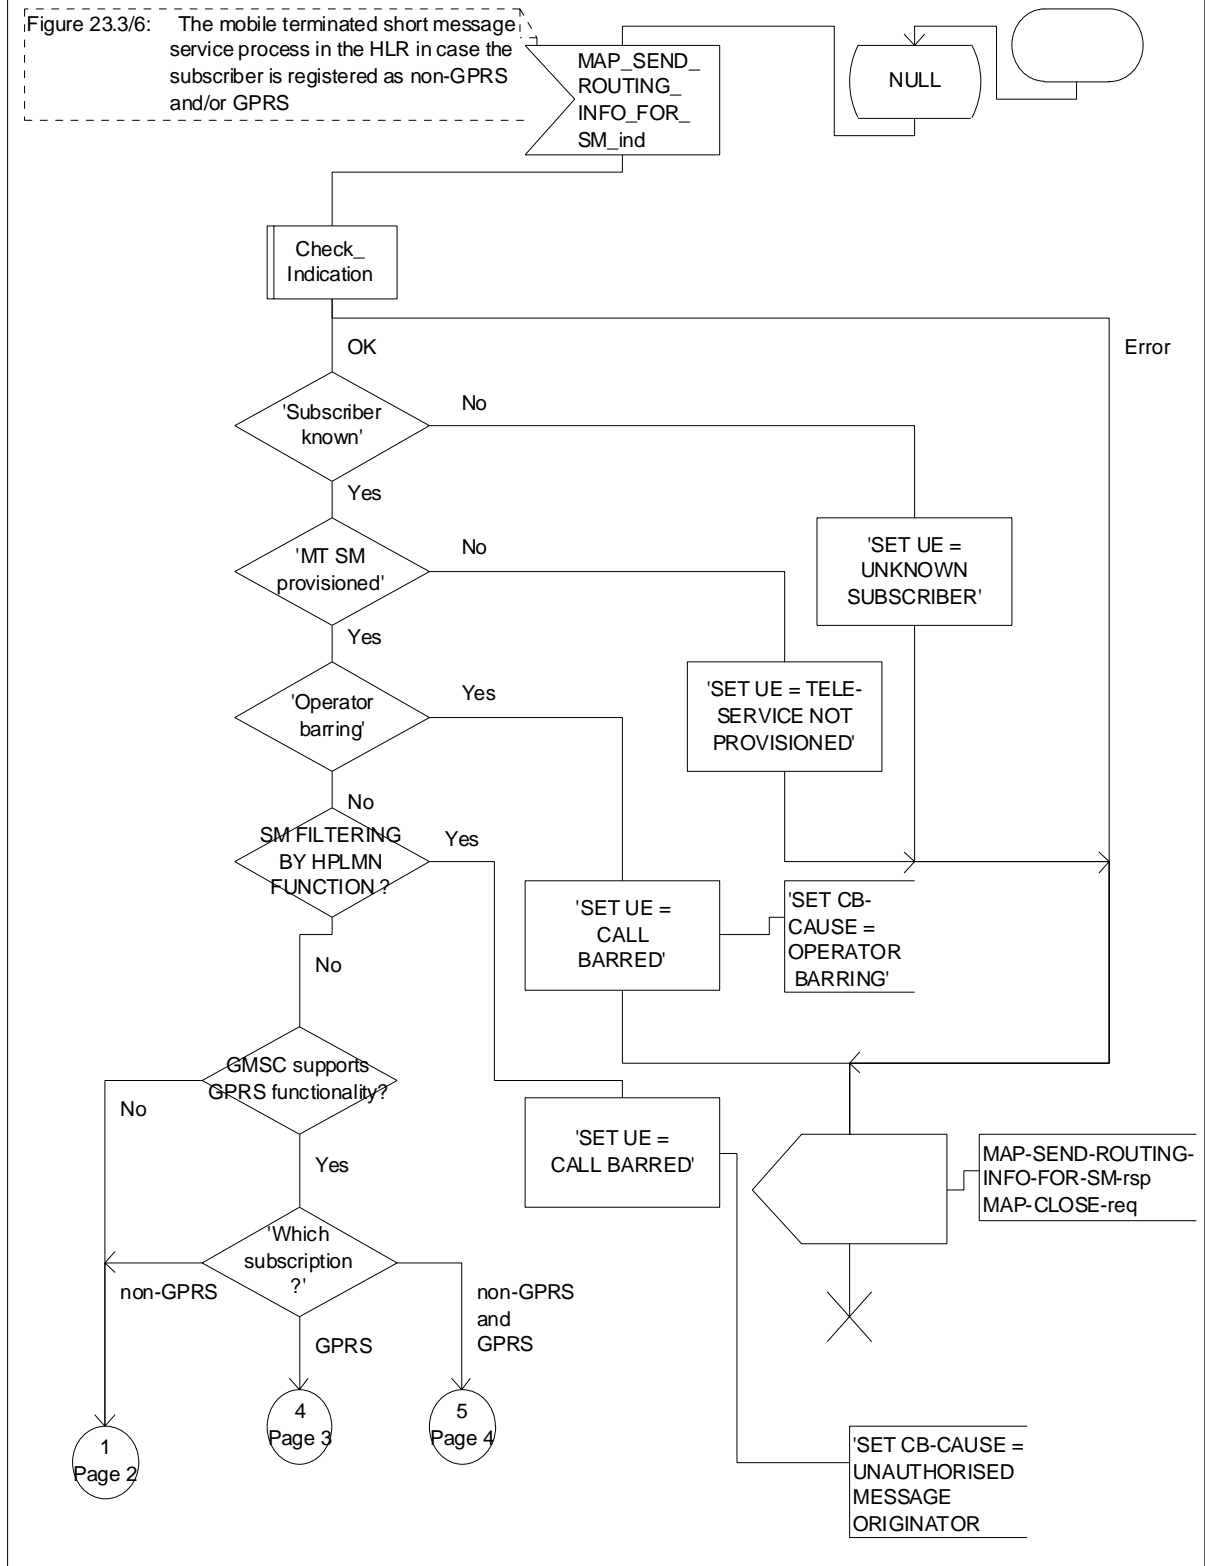 Figure 23.3/6: The mobile terminated short message
service process in the HLR in case the
subscriber is registered as non-GPRS
and/or GPRS
MAP_SEND_
ROUTING_
INFO_FOR_
SM_ind
NULL
Check_
Indication
OK
Error
'Subscriber
known'
No
Yes
'MT SM
provisioned'
No
'SET UE =
UNKNOWN
SUBSCRIBER'
Yes
'Operator
barring'
Yes
'SET UE = TELE-
SERVICE NOT
PROVISIONED'
No
SM FILTERING
BY HPLMN
FUNCTION ?
Yes
'SET UE =
CALL
BARRED'
'SET CB-
CAUSE =
OPERATOR
BARRING'
No
GMSC supports
GPRS functionality?
No
Yes
'SET UE =
CALL BARRED'
MAP-SEND-ROUTING-
INFO-FOR-SM-rsp
MAP-CLOSE-req
'Which
subscription
?'
non-GPRS
GPRS
non-GPRS
and
GPRS
1
Page 2
4
Page 3
5
Page 4
'SET CB-CAUSE =
UNAUTHORISED
MESSAGE
ORIGINATOR